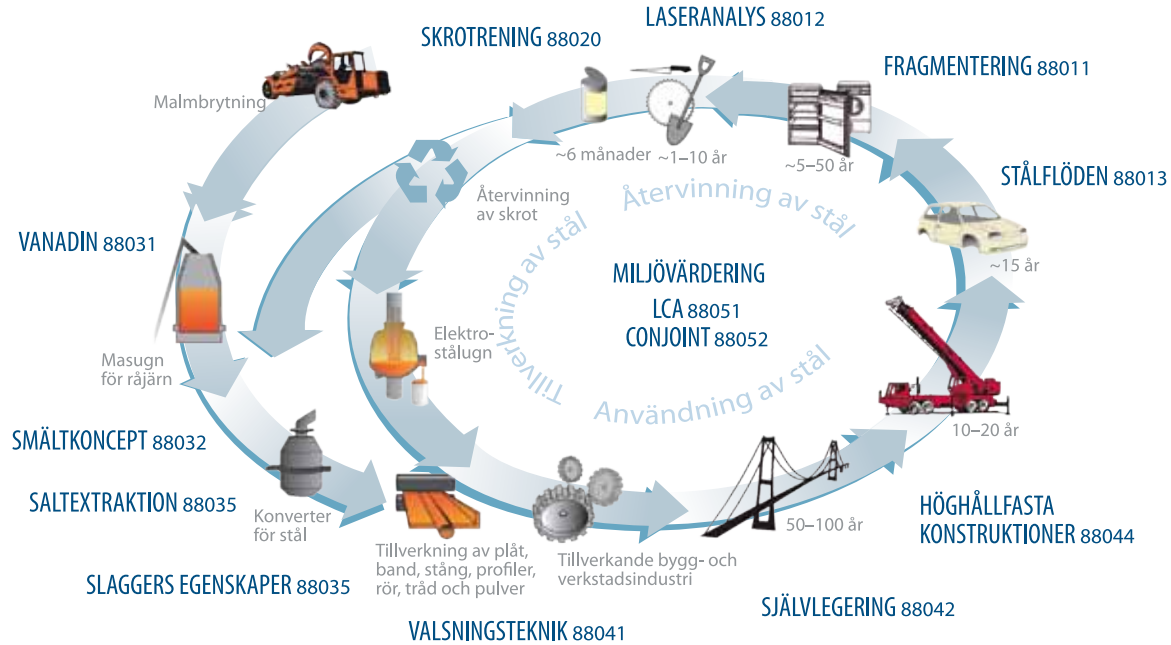 LASERANALYS 88012
SKROTRENING 88020
FRAGMENTERING 88011
Malmbrytning
~6 månader
~1–10 år
~5–50 år
STÅLFLÖDEN 88013
Återvinning
av skrot
Återvinning av stål
VANADIN 88031
~15 år
MILJÖVÄRDERING
LCA 88051
CONJOINT 88052
Tillverkning av stål
Elektro-
stålugn
Masugn
för råjärn
Användning av stål
10–20 år
SMÄLTKONCEPT 88032
SALTEXTRAKTION 88035
Konverter
för stål
50–100 år
HÖGHÅLLFASTA
KONSTRUKTIONER 88044
Tillverkning av plåt,
band, stång, profiler,
rör, tråd och pulver
Tillverkande bygg- och
verkstadsindustri
SLAGGERS EGENSKAPER 88035
SJÄLVLEGERING 88042
VALSNINGSTEKNIK 88041